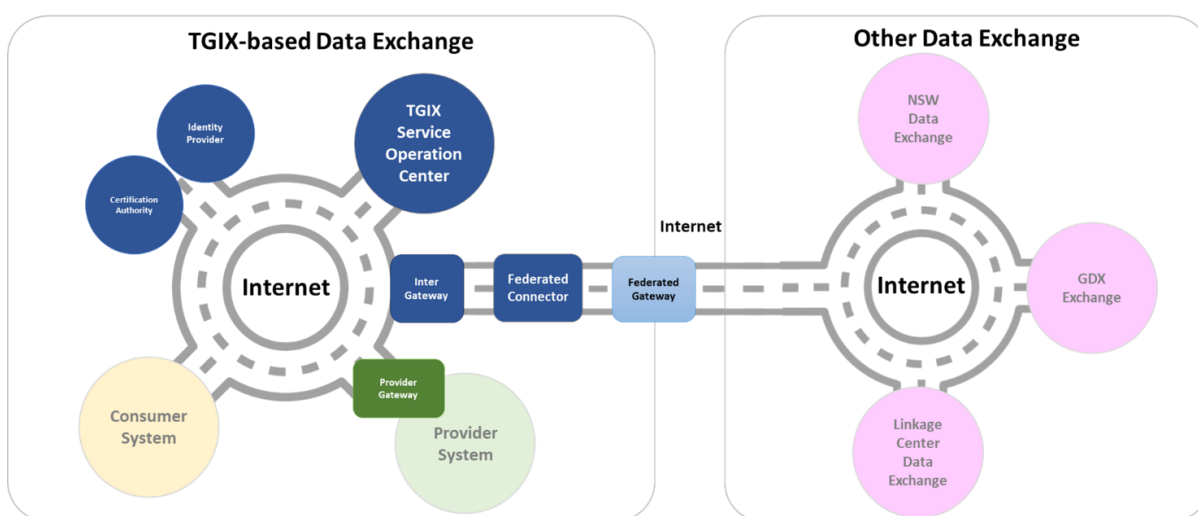 TGIX-based Data Exchange
Identity
Provider
Certification
Authority
TGIX
Service
Operation
Center
Internet
Inter
Gateway
Federated
Connector
Federated
Gateway
Internet
Provider
Gateway
Consumer
System
Provider
System
Other Data Exchange
NSW
Data
Exchange
Internet
GDX
Exchange
Linkage
Center
Data
Exchange